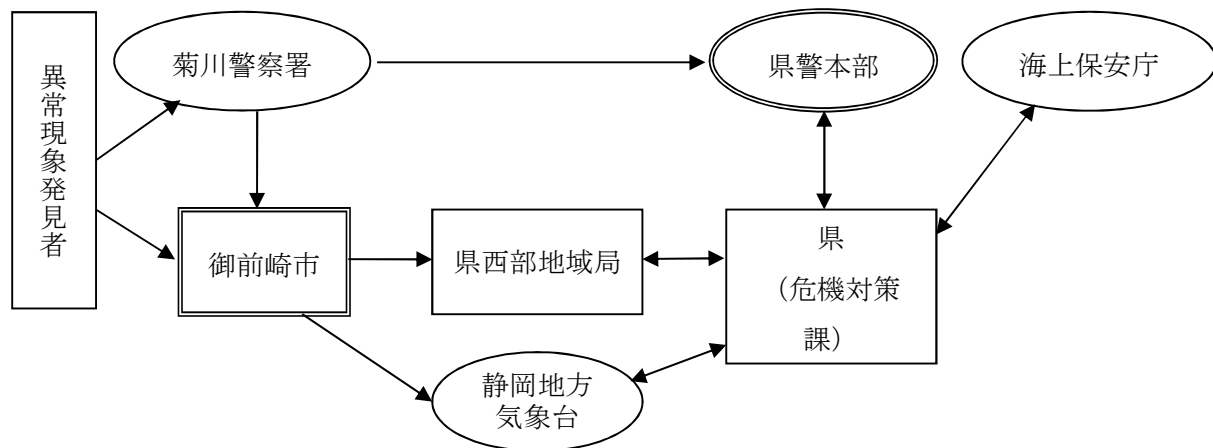 異常現象発見者
菊川警察署
県警本部
海上保安庁
御前崎市
県西部地域局
県
（危機対策
課）
静岡地方
気象台